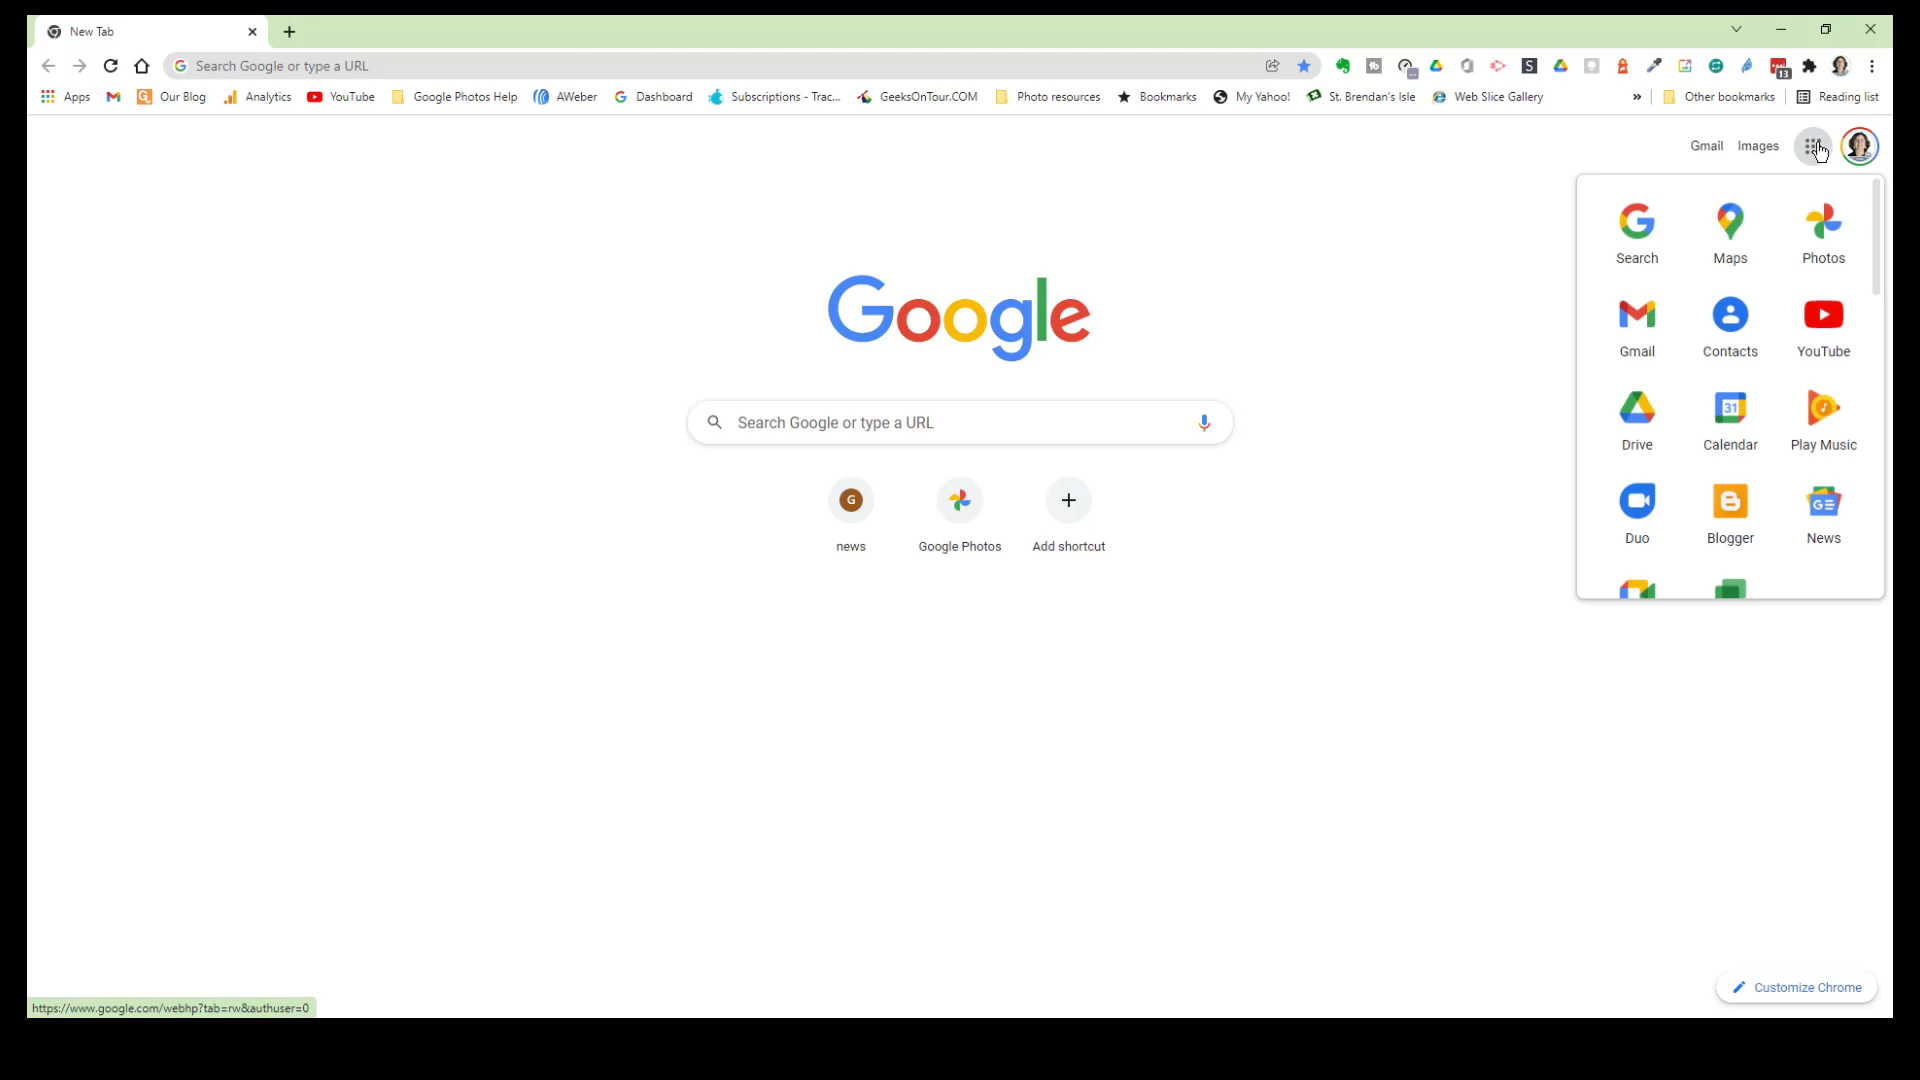 New Tab
Search Google or type a URL
13
Apps Our Blog Analytics YouTube Google Photos Help AWeber Dashboard Subscriptions - Trac... GeeksOnTour.COM Photo resources Bookmarks My Yahoo! St. Brendan's Isle Web Slice Gallery » Other bookmarks Reading list
Gmail Images
Google
Search Google or type a URL
G
news Google Photos Add shortcut
Search Maps Photos
Gmail Contacts YouTube
31
Drive Calendar Play Music
GE
Duo Blogger News
Customize Chrome
https://www.google.com/webhp?tab=rw&authuser=0